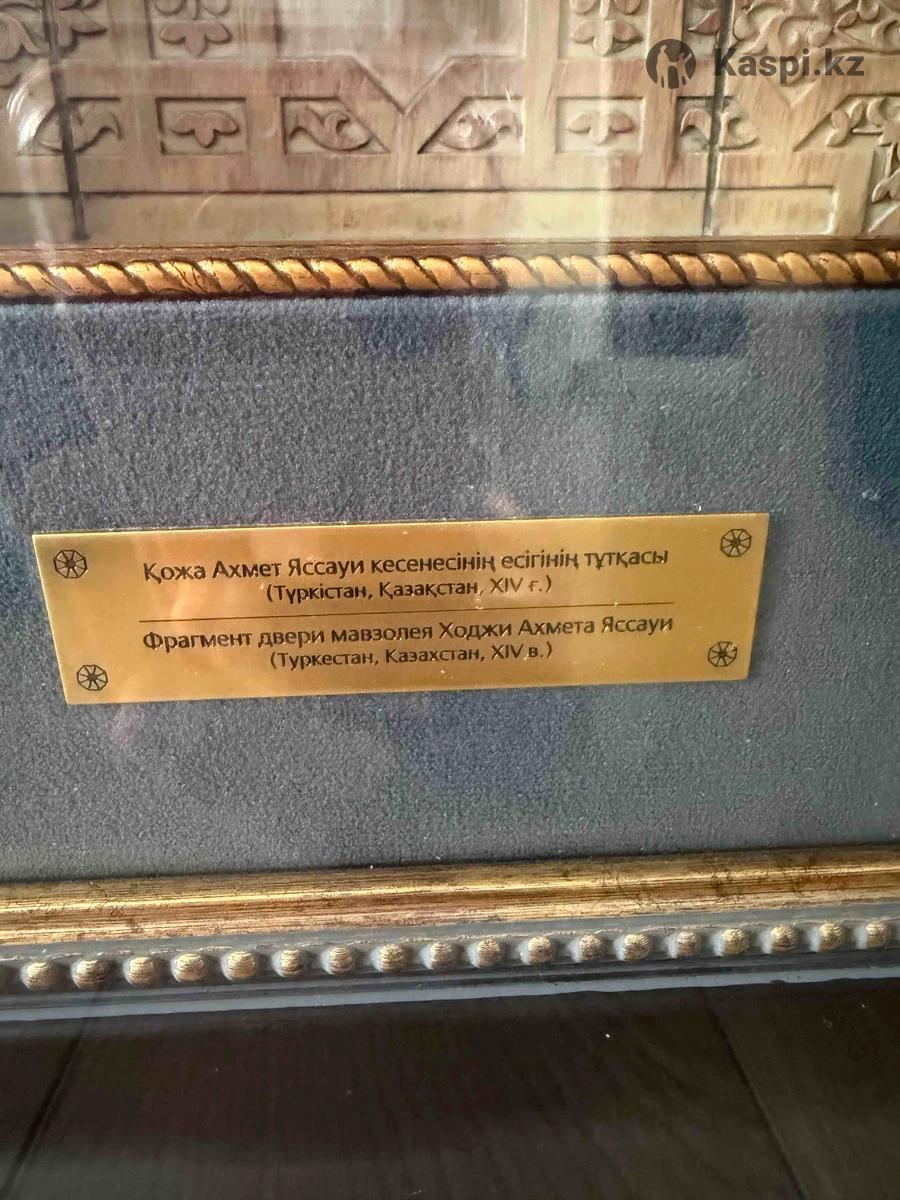 Kaspi.kz
Қожа Ахмет Яссауи кесенесінің есігінің тұтқасы
(Түркістан, Қазақстан, XIV ғ.)
Фрагмент двери мавзолея Ходжи Ахмета Яссауи
(Туркестан, Казахстан, XIV в.)